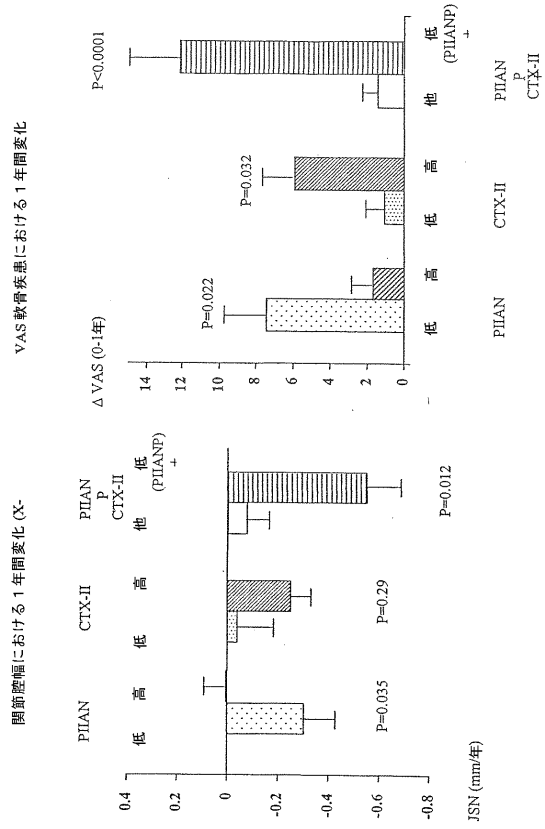 VAS 軟骨疾患における1年間変化
Δ VAS (0-1年)
14
12
10
8
6
4
2
0
P=0.022
P=0.032
P<0.0001
低
高
低
高
他
低
(PIIANP)
+
PIIAN
CTX-II
PIIAN
P
CTX-II
関節腔幅における1年間変化 (X-
PIIAN
CTX-II
PIIAN
P
CTX-II
低
高
低
高
他
低
(PIIANP)
+
0.4
0.2
0
-0.2
-0.4
-0.6
-0.8
JSN (mm/年)
P=0.035
P=0.29
P=0.012